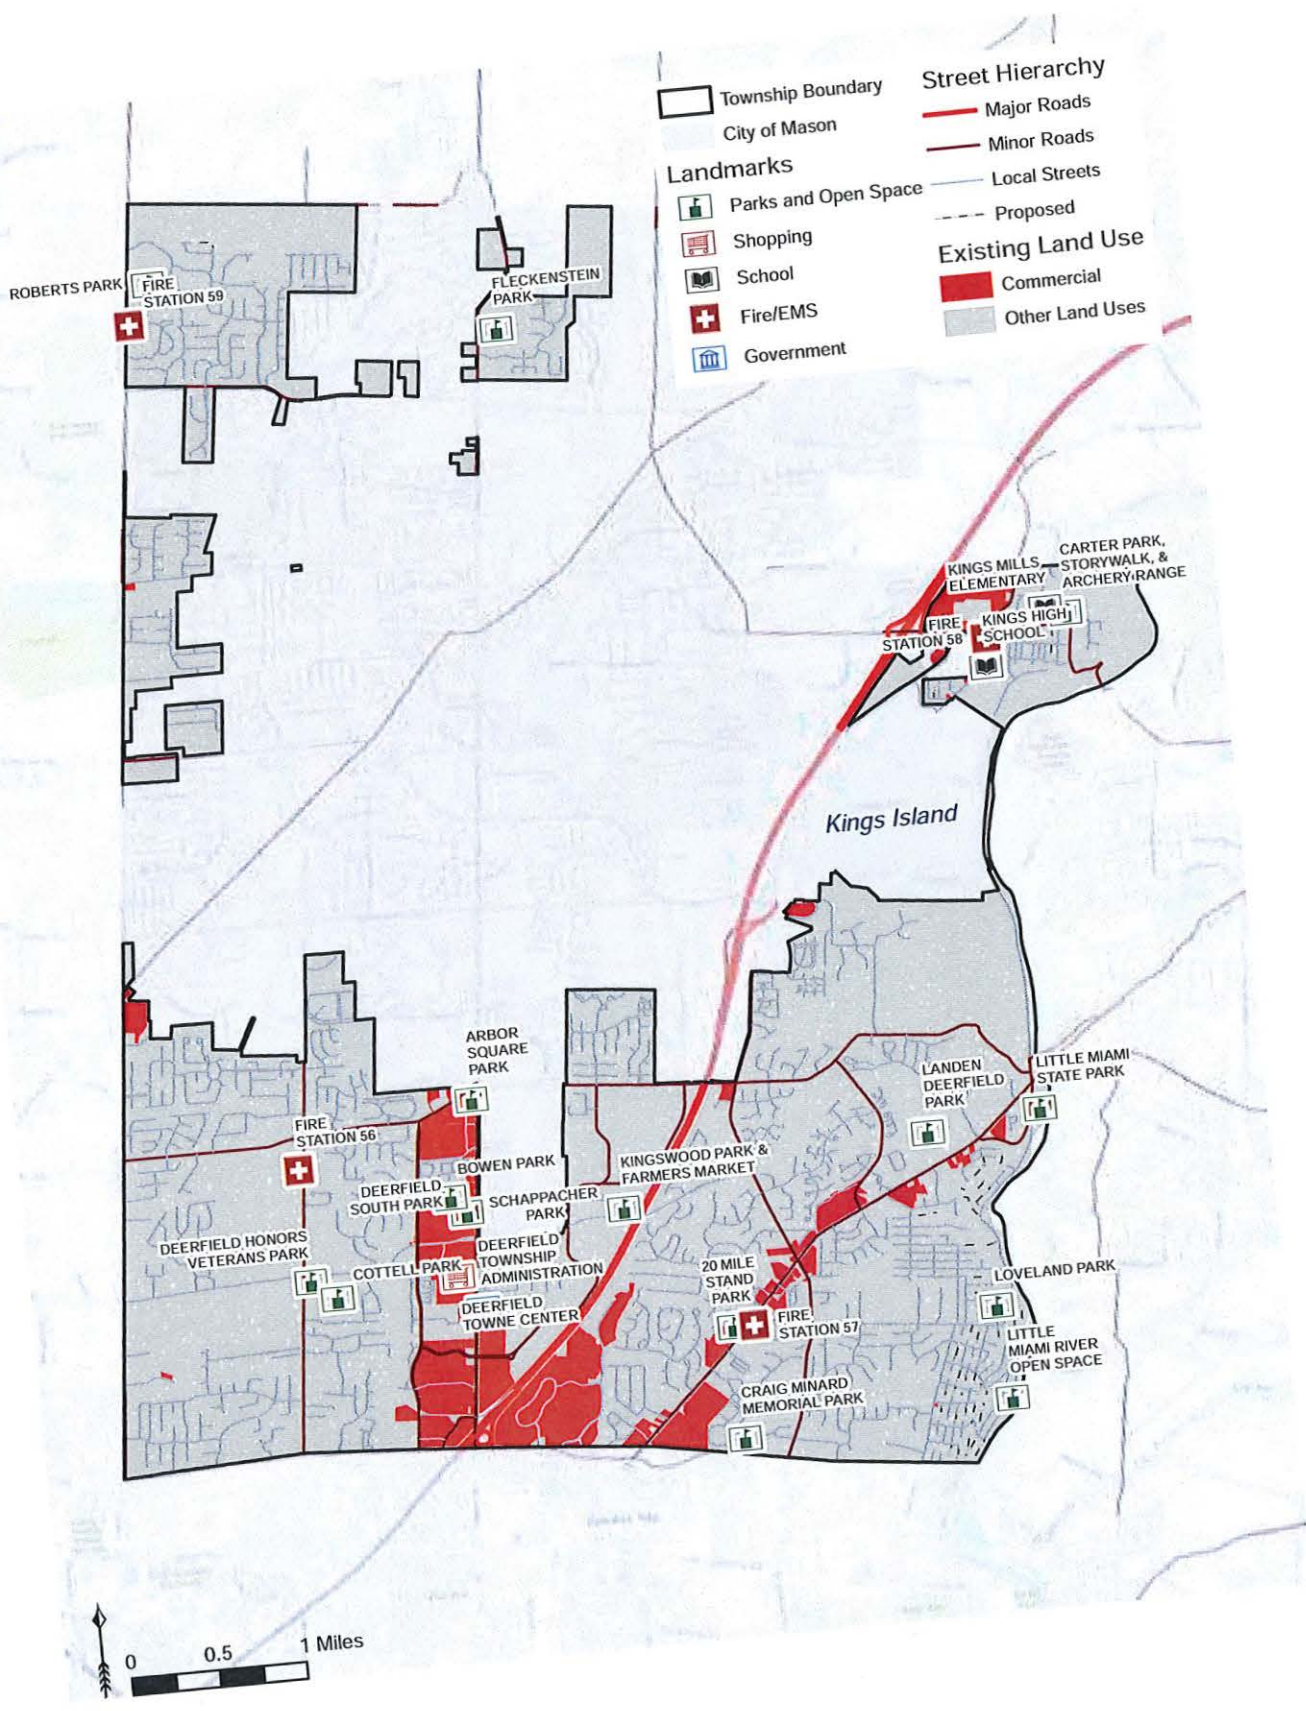 Township Boundary
City of Mason
Landmarks
Parks and Open Space
Shopping
School
Fire/EMS
Government
Street Hierarchy
Major Roads
Minor Roads
Local Streets
Proposed
Existing Land Use
Commercial
Other Land Uses
ROBERTS PARK
FIRE
STATION 59
FLECKENSTEIN
PARK
KINGS MILLS
ELEMENTARY
CARTER PARK,
STORYWALK, &
ARCHERY RANGE
FIRE
STATION 58
KINGS HIGH
SCHOOL
Kings Island
ARBOR
SQUARE
PARK
LANDEN
DEERFIELD
PARK
LITTLE MIAMI
STATE PARK
FIRE
STATION 56
BOWEN PARK
KINGSWOOD PARK &
FARMERS MARKET
DEERFIELD
SOUTH PARK
SCHAPPACHER
PARK
DEERFIELD HONORS
VETERANS PARK
COTTELL PARK
DEERFIELD
TOWNSHIP
ADMINISTRATION
DEERFIELD
TOWNE CENTER
20 MILE
STAND
PARK
FIRE
STATION 57
LOVELAND PARK
LITTLE
MIAMI RIVER
OPEN SPACE
CRAIG MINARD
MEMORIAL PARK
0 0.5 1 Miles